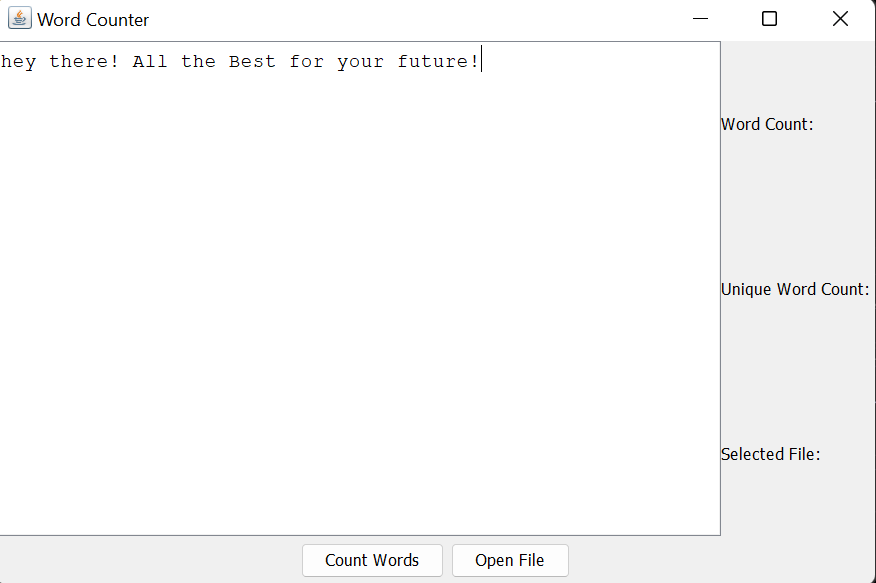 Word Counter
hey there! All the Best for your future!
Word Count:
Unique Word Count:
Selected File:
Count Words
Open File